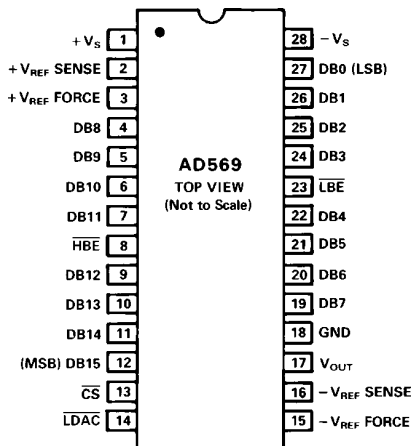 +VS 1
+VREF SENSE 2
+VREF FORCE 3
DB8 4
DB9 5
DB10 6
DB11 7
HBE 8
DB12 9
DB13 10
DB14 11
(MSB) DB15 12
CS 13
LDAC 14
AD569
TOP VIEW
(Not to Scale)
28 −VS
27 DB0 (LSB)
26 DB1
25 DB2
24 DB3
23 LBE
22 DB4
21 DB5
20 DB6
19 DB7
18 GND
17 VOUT
16 −VREF SENSE
15 −VREF FORCE